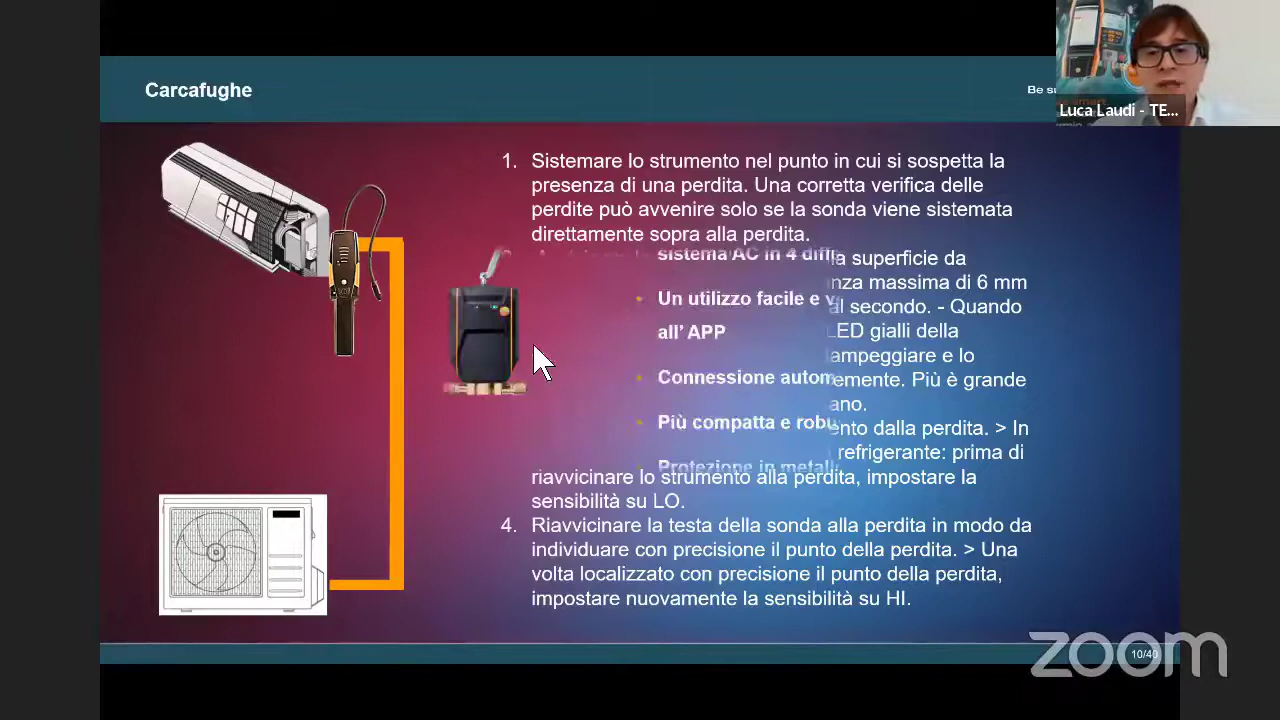 Carcafughe
Be su
Luca Laudi - TE...
1. Sistemare lo strumento nel punto in cui si sospetta la
presenza di una perdita. Una corretta verifica delle
perdite può avvenire solo se la sonda viene sistemata
direttamente sopra alla perdita.
sistema AC in 4 diff
la superficie da
nza massima di 6 mm
• Un utilizzo facile e v
al secondo. - Quando
all' APP
LED gialli della
ampeggiare e lo
• Connessione autom
emente. Più è grande
ano.
• Più compatta e robu
ento dalla perdita. > In
refrigerante: prima di
• Protezione in metall
riavvicinare lo strumento alla perdita, impostare la
sensibilità su LO.
4. Riavvicinare la testa della sonda alla perdita in modo da
individuare con precisione il punto della perdita. > Una
volta localizzato con precisione il punto della perdita,
impostare nuovamente la sensibilità su HI.
10/40
zoom